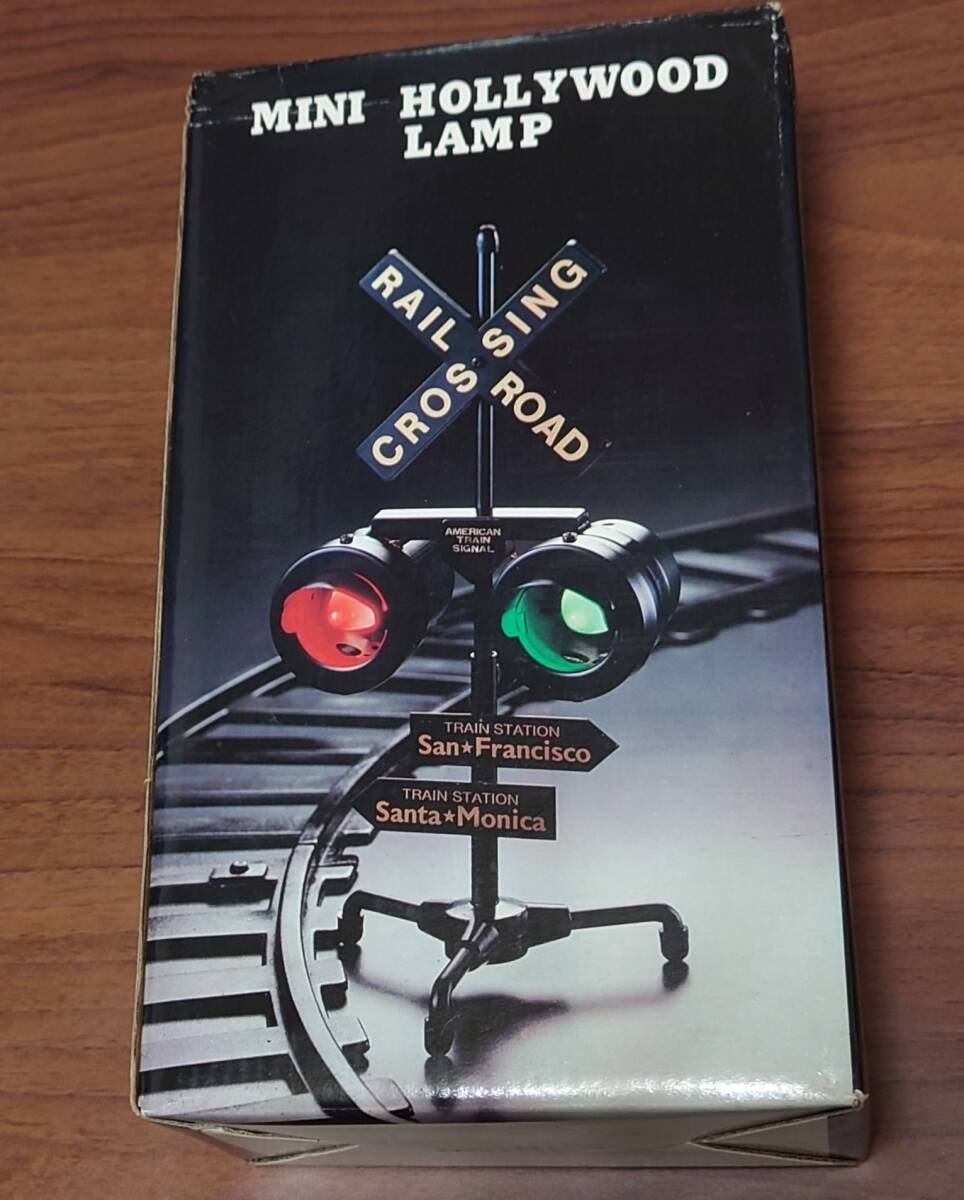 MINI HOLLYWOOD
LAMP
RAIL ROAD
CROSSING
AMERICAN
TRAIN
SIGNAL
TRAIN STATION
San★Francisco
TRAIN STATION
Santa★Monica